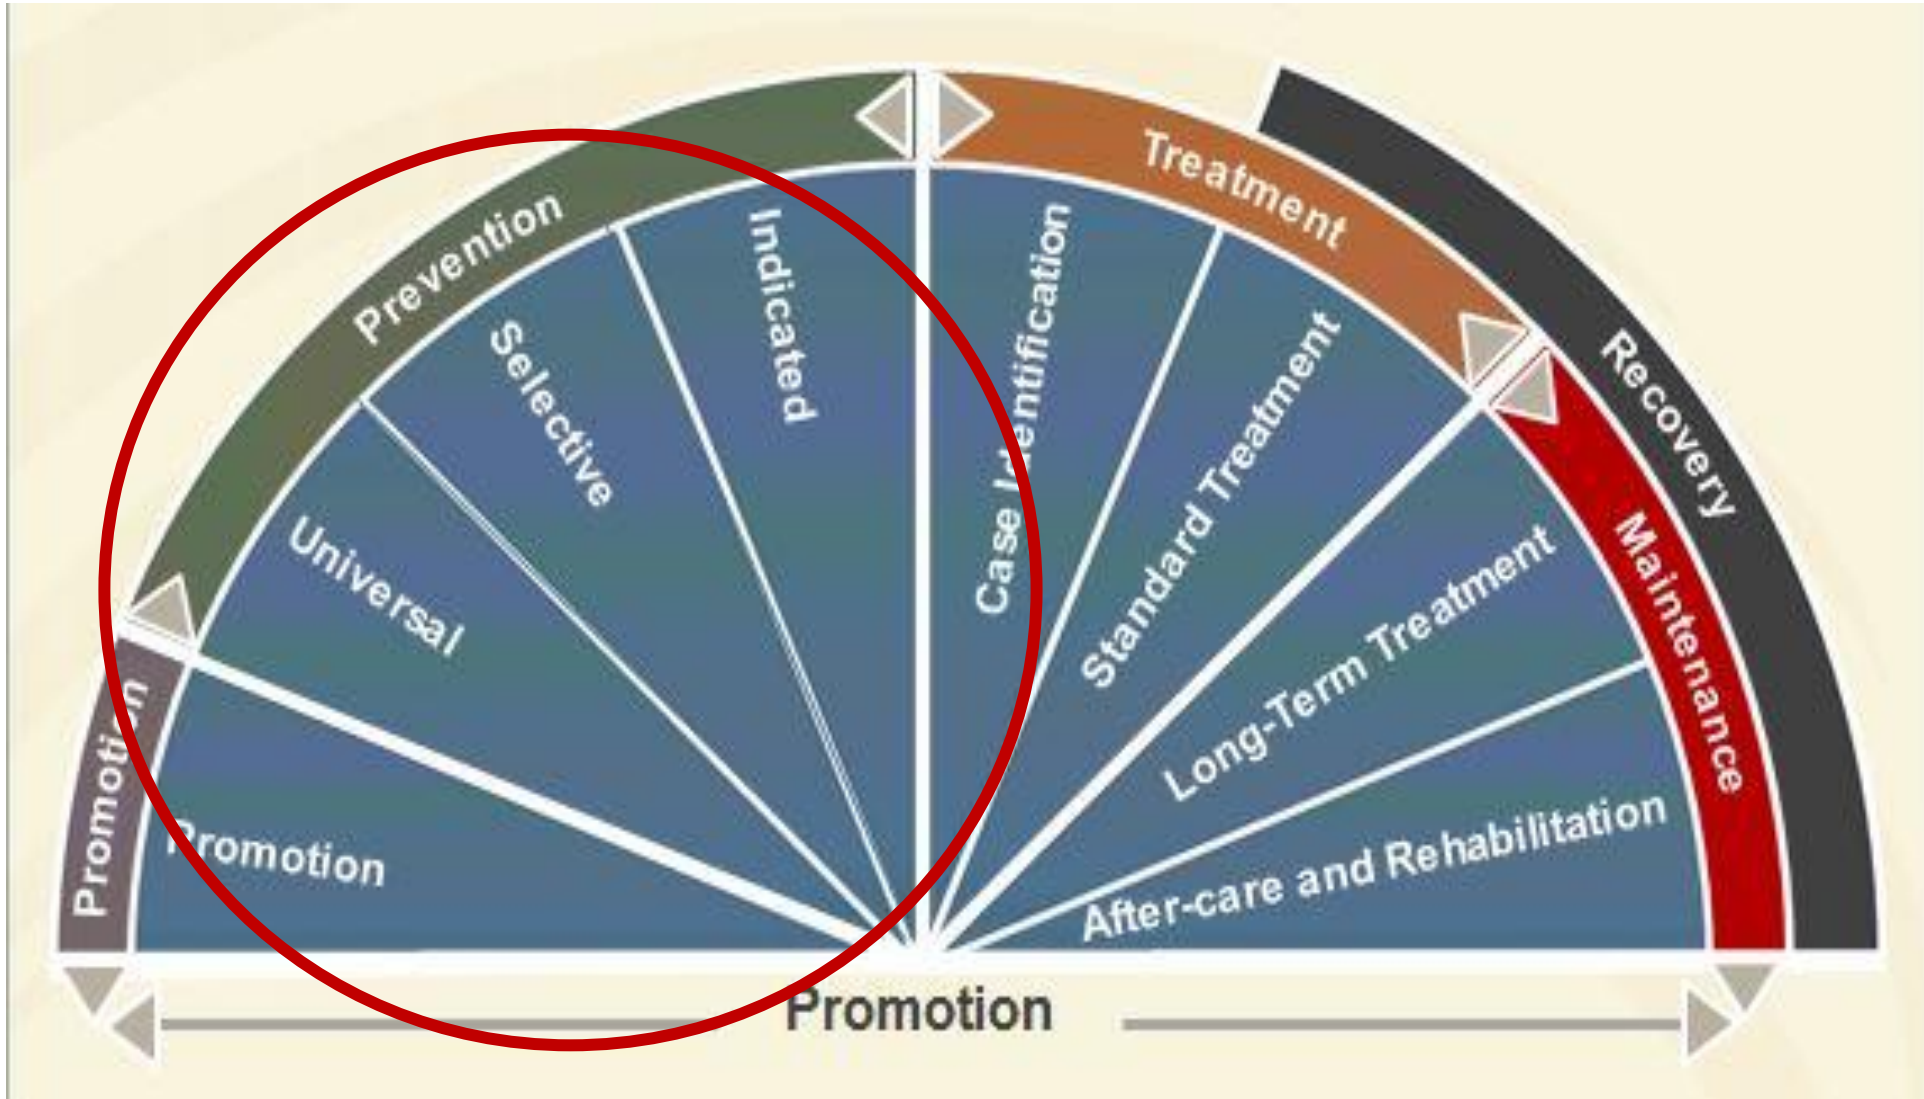 Promotion
Prevention
Treatment
Recovery
Maintenance
Promotion
Universal
Selective
Indicated
Case Identification
Standard Treatment
Long-Term Treatment
After-care and Rehabilitation
Promotion